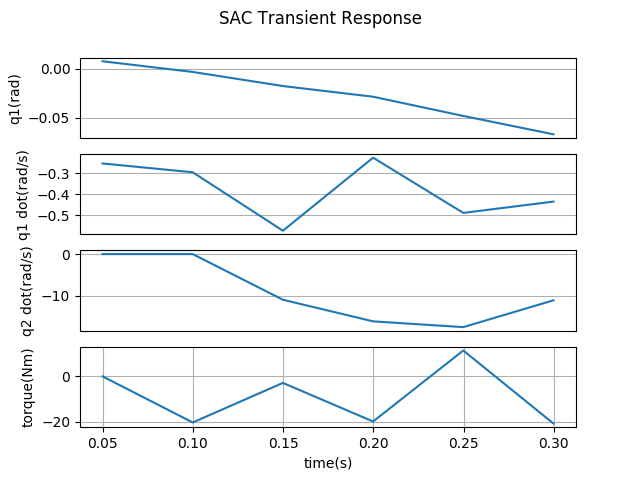 SAC Transient Response
q1(rad)
0.00
−0.05
q1 dot(rad/s)
−0.3
−0.4
−0.5
q2 dot(rad/s)
0
−10
torque(Nm)
0
−20
0.05 0.10 0.15 0.20 0.25 0.30
time(s)